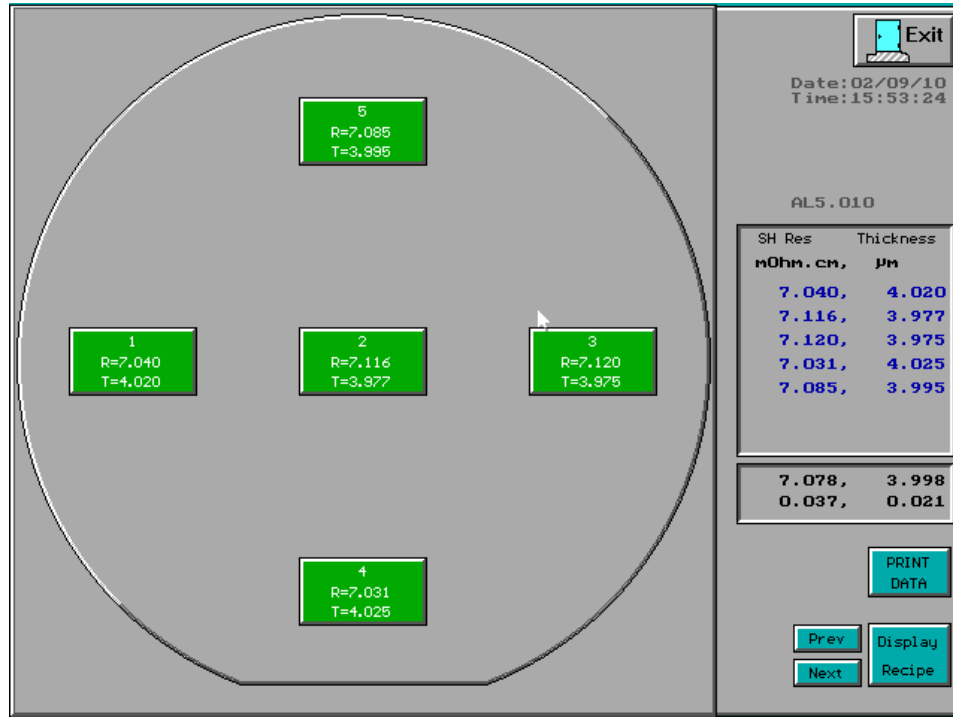 Exit
Date:02/09/10
Time:15:53:24
5
R=7.085
T=3.995
AL5.010
SH Res Thickness
mOhm.cm, µm
7.040, 4.020
7.116, 3.977
7.120, 3.975
7.031, 4.025
7.085, 3.995
1
R=7.040
T=4.020
2
R=7.116
T=3.977
3
R=7.120
T=3.975
7.078, 3.998
0.037, 0.021
4
R=7.031
T=4.025
PRINT
DATA
Prev
Next
Display
Recipe